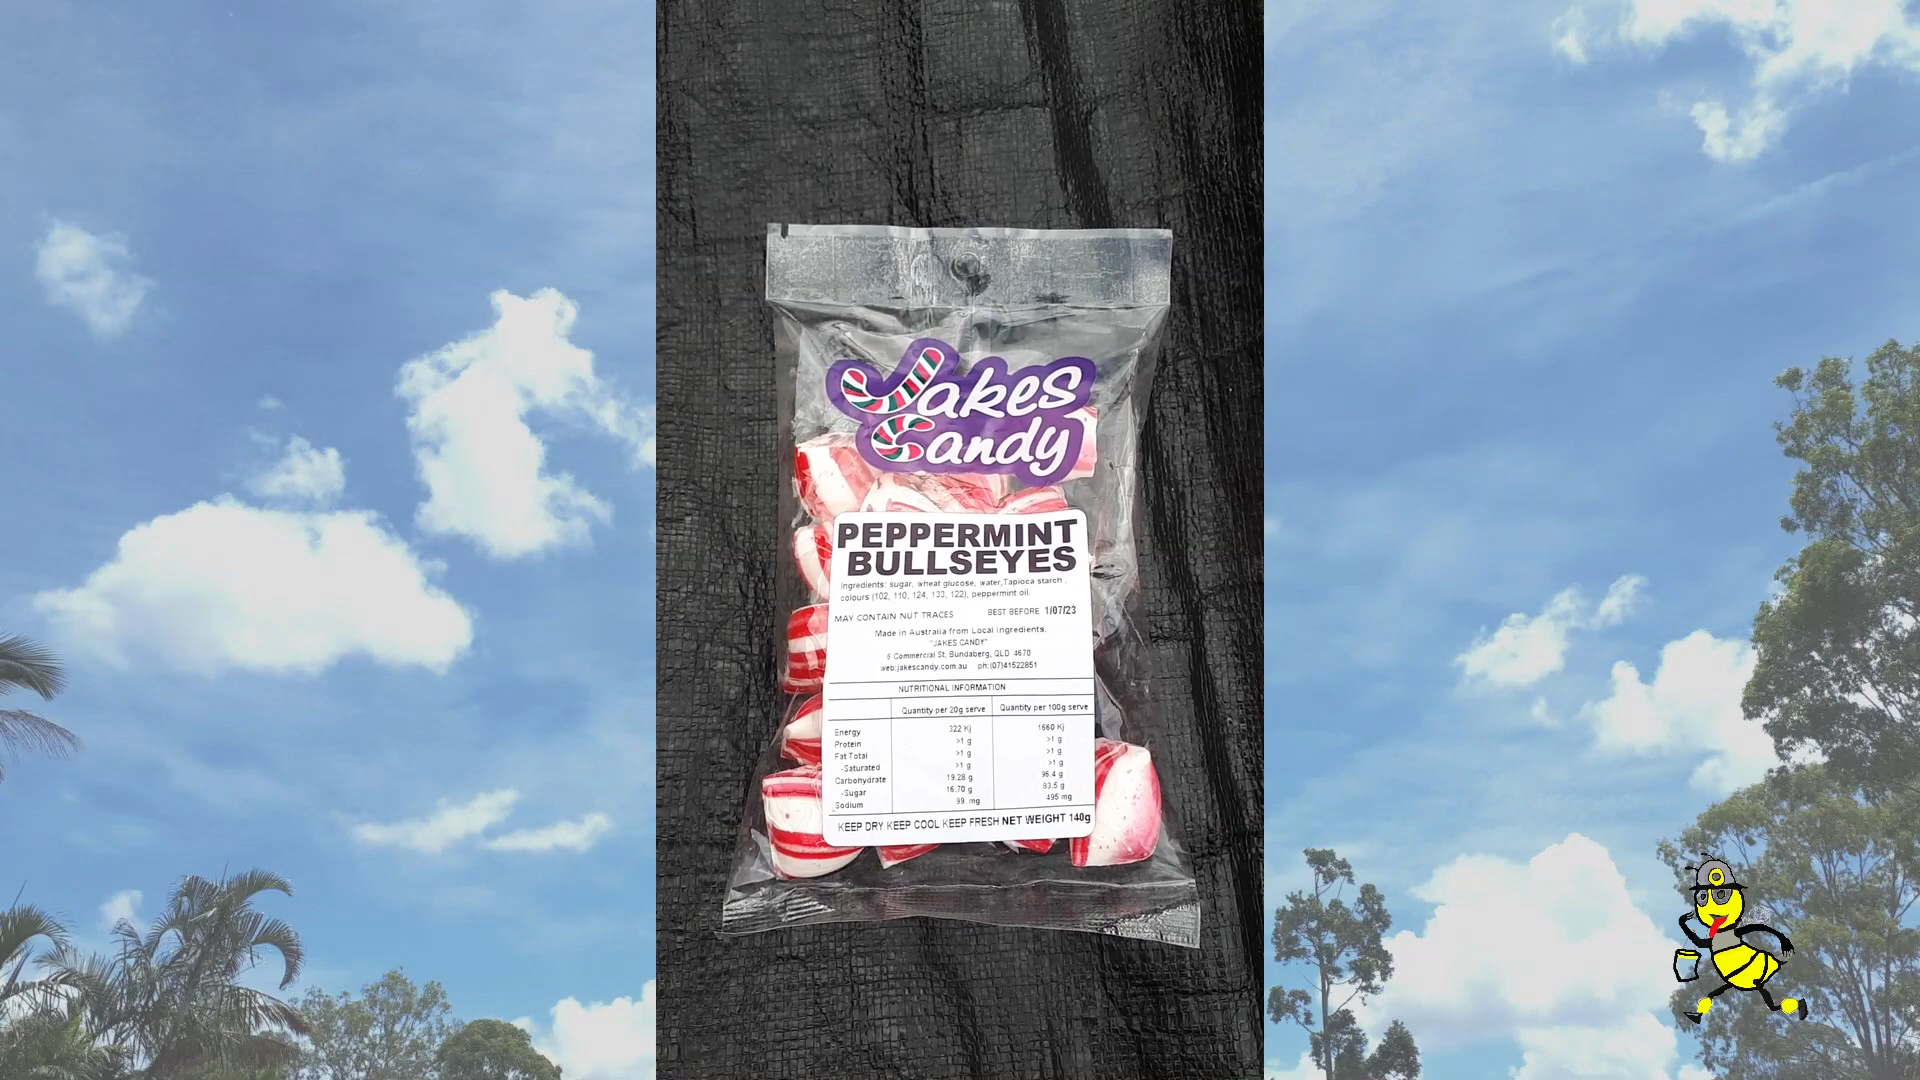 Jakes
Candy
PEPPERMINT
BULLSEYES
Ingredients: sugar, wheat glucose, water,Tapioca starch ,
colours (102, 110, 124, 133, 122), peppermint oil.
MAY CONTAIN NUT TRACES BEST BEFORE 1/07/23
Made in Australia from Local ingredients.
"JAKES CANDY"
6 Commercial St, Bundaberg, QLD 4670
web:jakescandy.com.au ph:(07)41522851
NUTRITIONAL INFORMATION
Quantity per 20g serve Quantity per 100g serve
Energy 322 Kj 1660 Kj
Protein >1 g >1 g
Fat Total >1 g >1 g
-Saturated >1 g >1 g
Carbohydrate 19.28 g 96.4 g
-Sugar 16.70 g 83.5 g
Sodium 99 mg 495 mg
KEEP DRY KEEP COOL KEEP FRESH NET WEIGHT 140g